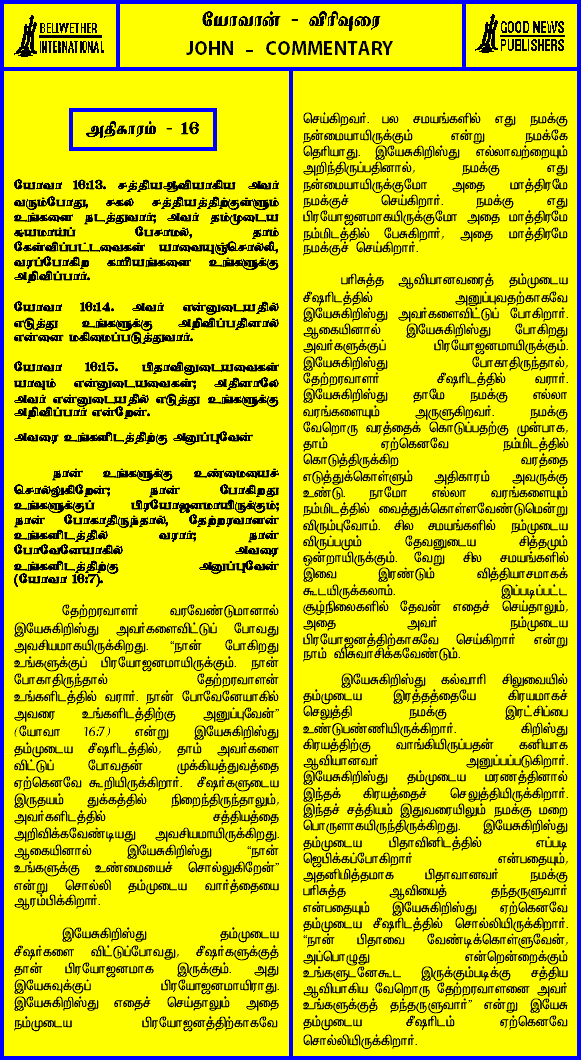 BELWETHER
INTERNATIONAL
யோவான் - விரிவுரை
JOHN - COMMENTARY
GOOD NEWS
PUBLISHERS
அதிகாரம் - 16
யோவா 16:13. சத்தியஆவியாகிய அவர்
வரும்போது, சகல சத்தியத்திற்குள்ளும்
உங்களை நடத்துவார்; அவர் தம்முடைய
சுயமாய்ப் பேசாமல், தாம்
கேள்விப்பட்டவைகள் யாவையுஞ்சொல்லி,
வரப்போகிற காரியங்களை உங்களுக்கு
அறிவிப்பார்.
யோவா 16:14. அவர் என்னுடையதில்
எடுத்து உங்களுக்கு அறிவிப்பதினால்
என்னை மகிமைப்படுத்துவார்.
யோவா 16:15. பிதாவினுடையவைகள்
யாவும் என்னுடையவைகள்; அதினாலே
அவர் என்னுடையதில் எடுத்து உங்களுக்கு
அறிவிப்பார் என்றேன்.
அவரை உங்களிடத்திற்கு அனுப்புவேன்
நான் உங்களுக்கு உண்மையைச்
சொல்லுகிறேன்; நான் போகிறது
உங்களுக்குப் பிரயோஜனமாயிருக்கும்;
நான் போகாதிருந்தால், தேற்றரவாளன்
உங்களிடத்தில் வரார்; நான்
போவேனேயாகில் அவரை
உங்களிடத்திற்கு அனுப்புவேன்
(யோவா 16:7).
தேற்றரவாளர் வரவேண்டுமானால்
இயேசுகிறிஸ்து அவர்களைவிட்டுப் போவது
அவசியமாகயிருக்கிறது. “நான் போகிறது
உங்களுக்குப் பிரயோஜனமாயிருக்கும். நான்
போகாதிருந்தால் தேற்றரவாளன்
உங்களிடத்தில் வரார். நான் போவேனேயாகில்
அவரை உங்களிடத்திற்கு அனுப்புவேன்”
(யோவா 16:7) என்று இயேசுகிறிஸ்து
தம்முடைய சீஷரிடத்தில், தாம் அவர்களை
விட்டுப் போவதன் முக்கியத்துவத்தை
ஏற்கெனவே கூறியிருக்கிறார். சீஷர்களுடைய
இருதயம் துக்கத்தில் நிறைந்திருந்தாலும்,
அவர்களிடத்தில் சத்தியத்தை
அறிவிக்கவேண்டியது அவசியமாயிருக்கிறது.
ஆகையினால் இயேசுகிறிஸ்து “நான்
உங்களுக்கு உண்மையைச் சொல்லுகிறேன்”
என்று சொல்லி தம்முடைய வார்த்தையை
ஆரம்பிக்கிறார்.
இயேசுகிறிஸ்து தம்முடைய
சீஷர்களை விட்டுப்போவது, சீஷர்களுக்குத்
தான் பிரயோஜனமாக இருக்கும். அது
இயேசுவுக்குப் பிரயோஜனமாயிராது.
இயேசுகிறிஸ்து எதைச் செய்தாலும் அதை
நம்முடைய பிரயோஜனத்திற்காகவே
செய்கிறவர். பல சமயங்களில் எது நமக்கு
நன்மையாயிருக்கும் என்று நமக்கே
தெரியாது. இயேசுகிறிஸ்து எல்லாவற்றையும்
அறிந்திருப்பதினால், நமக்கு எது
நன்மையாயிருக்குமோ அதை மாத்திரமே
நமக்குச் செய்கிறார். நமக்கு எது
பிரயோஜனமாகயிருக்குமோ அதை மாத்திரமே
நம்மிடத்தில் பேசுகிறார், அதை மாத்திரமே
நமக்குச் செய்கிறார்.
பரிசுத்த ஆவியானவரைத் தம்முடைய
சீஷரிடத்தில் அனுப்புவதற்காகவே
இயேசுகிறிஸ்து அவர்களைவிட்டுப் போகிறார்.
ஆகையினால் இயேசுகிறிஸ்து போகிறது
அவர்களுக்குப் பிரயோஜனமாயிருக்கும்.
இயேசுகிறிஸ்து போகாதிருந்தால்,
தேற்றரவாளர் சீஷரிடத்தில் வரார்.
இயேசுகிறிஸ்து தாமே நமக்கு எல்லா
வரங்களையும் அருளுகிறவர். நமக்கு
வேறொரு வரத்தைக் கொடுப்பதற்கு முன்பாக,
தாம் ஏற்கெனவே நம்மிடத்தில்
கொடுத்திருக்கிற வரத்தை
எடுத்துக்கொள்ளும் அதிகாரம் அவருக்கு
உண்டு. நாமோ எல்லா வரங்களையும்
நம்மிடத்தில் வைத்துக்கொள்ளவேண்டுமென்று
விரும்புவோம். சில சமயங்களில் நம்முடைய
விருப்பமும் தேவனுடைய சித்தமும்
ஒன்றாயிருக்கும். வேறு சில சமயங்களில்
இவை இரண்டும் வித்தியாசமாகக்
கூடயிருக்கலாம். இப்படிப்பட்ட
சூழ்நிலைகளில் தேவன் எதைச் செய்தாலும்,
அதை அவர் நம்முடைய
பிரயோஜனத்திற்காகவே செய்கிறார் என்று
நாம் விசுவாசிக்கவேண்டும்.
இயேசுகிறிஸ்து கல்வாரி சிலுவையில்
தம்முடைய இரத்தத்தையே கிரயமாகச்
செலுத்தி நமக்கு இரட்சிப்பை
உண்டுபண்ணியிருக்கிறார். கிறிஸ்து
கிரயத்திற்கு வாங்கியிருப்பதன் கனியாக
ஆவியானவர் அனுப்பப்படுகிறார்.
இயேசுகிறிஸ்து தம்முடைய மரணத்தினால்
இந்தக் கிரயத்தைச் செலுத்தியிருக்கிறார்.
இந்தச் சத்தியம் இதுவரையிலும் நமக்கு மறை
பொருளாகயிருந்திருக்கிறது. இயேசுகிறிஸ்து
தம்முடைய பிதாவினிடத்தில் எப்படி
ஜெபிக்கப்போகிறார் என்பதையும்,
அதனிமித்தமாக பிதாவானவர் நமக்கு
பரிசுத்த ஆவியைத் தந்தருளுவார்
என்பதையும் இயேசுகிறிஸ்து ஏற்கெனவே
தம்முடைய சீஷரிடத்தில் சொல்லியிருக்கிறார்.
“நான் பிதாவை வேண்டிக்கொள்ளுவேன்,
அப்பொழுது என்றென்றைக்கும்
உங்களுடனேகூட இருக்கும்படிக்கு சத்திய
ஆவியாகிய வேறொரு தேற்றரவாளனை அவர்
உங்களுக்குத் தந்தருளுவார்” என்று இயேசு
தம்முடைய சீஷரிடம் ஏற்கெனவே
சொல்லியிருக்கிறார்.